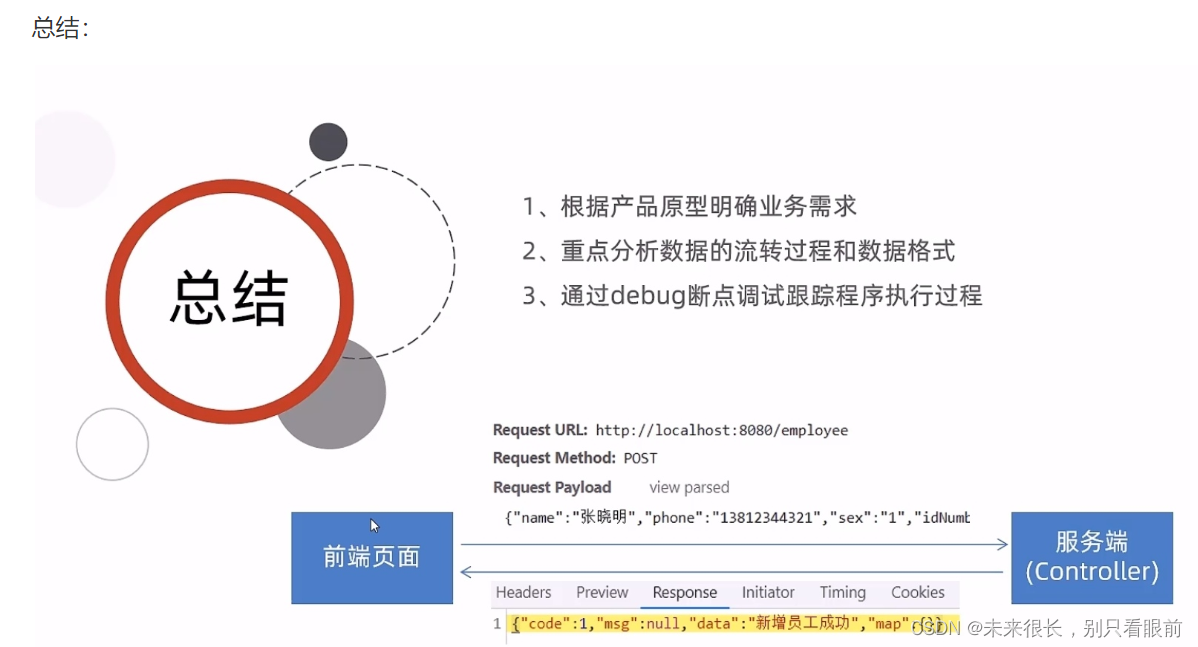 总结：
总结
1、根据产品原型明确业务需求
2、重点分析数据的流转过程和数据格式
3、通过debug断点调试跟踪程序执行过程
Request URL: http://localhost:8080/employee
Request Method: POST
Request Payload view parsed
{"name":"张晓明","phone":"13812344321","sex":"1","idNumb
前端页面
服务端
(Controller)
Headers Preview Response Initiator Timing Cookies
1 {"code":1,"msg":null,"data":"新增员工成功","map":{}}
CSDN @未来很长，别只看眼前